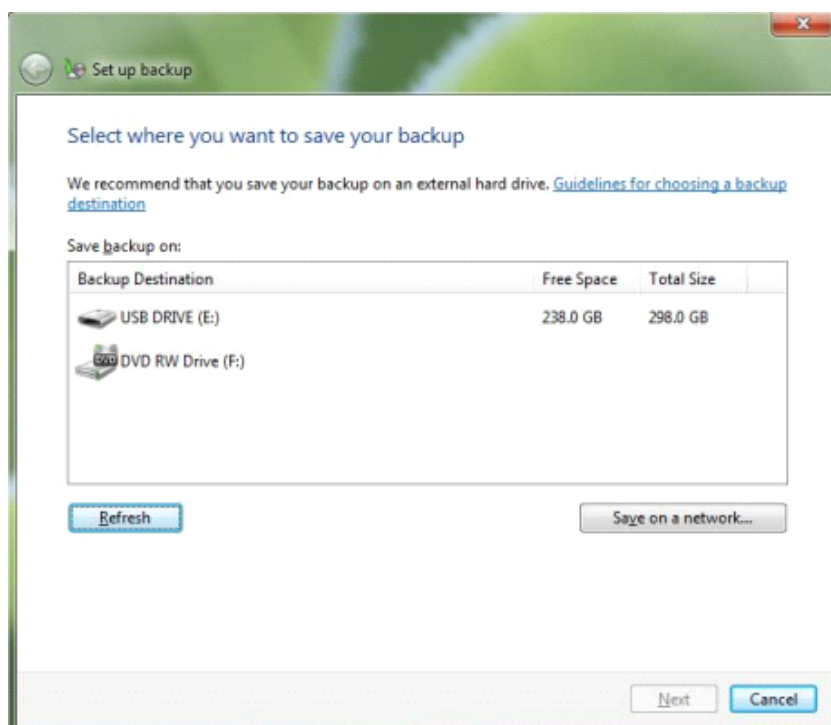 Set up backup
Select where you want to save your backup
We recommend that you save your backup on an external hard drive. Guidelines for choosing a backup
destination
Save backup on:
Backup Destination Free Space Total Size
USB DRIVE (E:) 238.0 GB 298.0 GB
DVD RW Drive (F:)
Refresh Save on a network...
Next Cancel